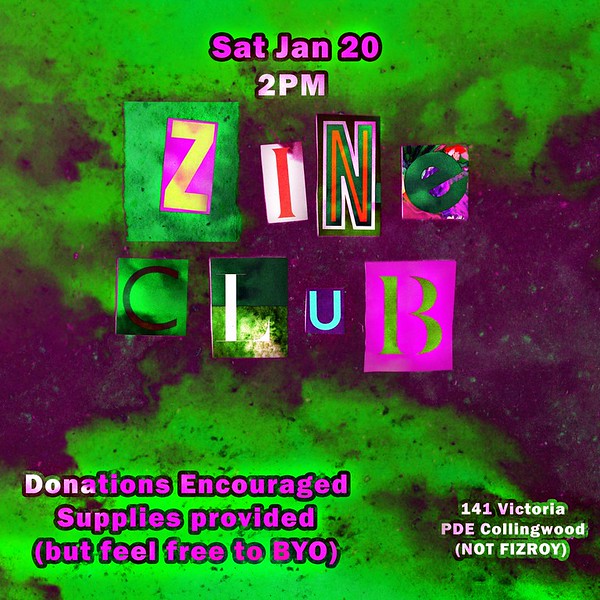 Sat Jan 20
2PM
ZINe
CLUB
Donations Encouraged
Supplies provided
(but feel free to BYO)
141 Victoria
PDE Collingwood
(NOT FIZROY)